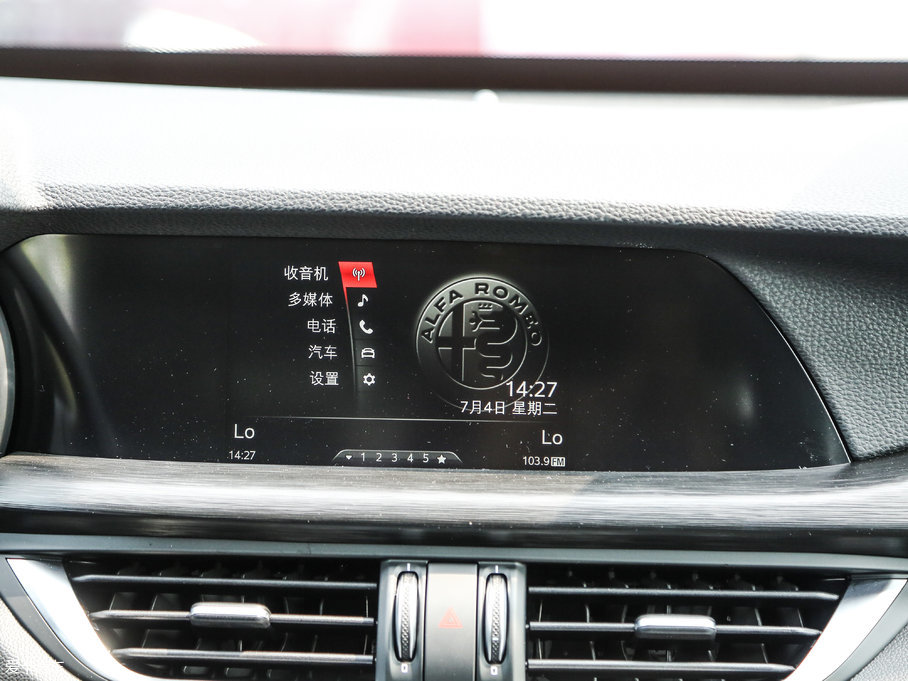 收音机
多媒体
电话
汽车
设置
ALFA ROMEO
14:27
7月4日 星期二
Lo
Lo
14:27
1 2 3 4 5
103.9 FM